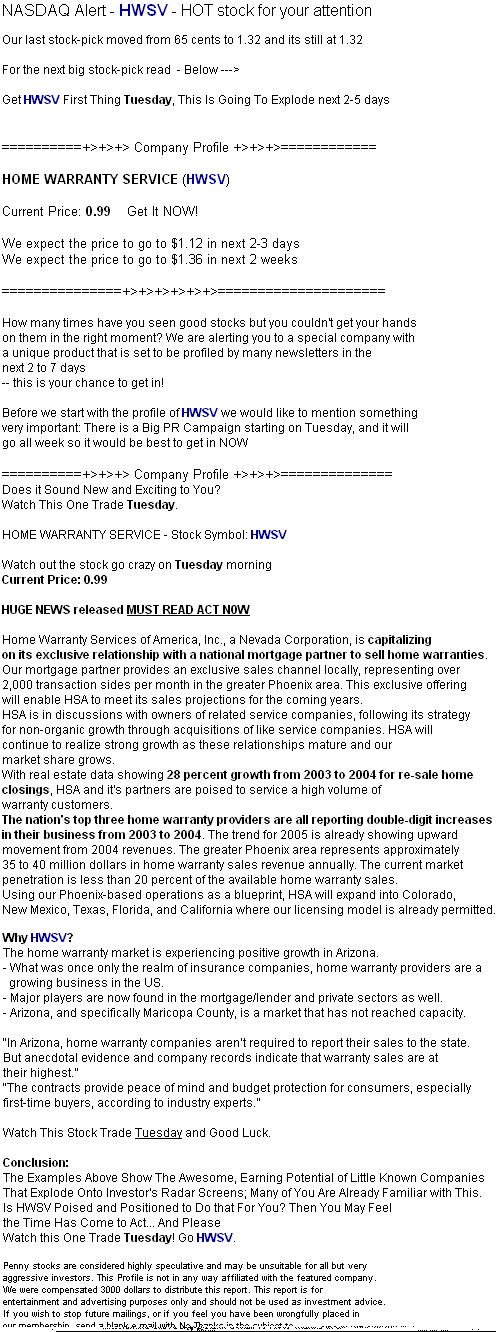 NASDAQ Alert - HWSV - HOT stock for your attention
Our last stock-pick moved from 65 cents to 1.32 and its still at 1.32
For the next big stock-pick read - Below --->
Get HWSV First Thing Tuesday, This Is Going To Explode next 2-5 days
==========+>+>+> Company Profile +>+>+>============
HOME WARRANTY SERVICE (HWSV)
Current Price: 0.99 Get It NOW!
We expect the price to go to $1.12 in next 2-3 days
We expect the price to go to $1.36 in next 2 weeks
===============+>+>+>+>+>+>=====================
How many times have you seen good stocks but you couldn't get your hands
on them in the right moment? We are alerting you to a special company with
a unique product that is set to be profiled by many newsletters in the
next 2 to 7 days
-- this is your chance to get in!
Before we start with the profile of HWSV we would like to mention something
very important: There is a Big PR Campaign starting on Tuesday, and it will
go all week so it would be best to get in NOW
==========+>+>+> Company Profile +>+>+>==============
Does it Sound New and Exciting to You?
Watch This One Trade Tuesday.
HOME WARRANTY SERVICE - Stock Symbol: HWSV
Watch out the stock go crazy on Tuesday morning
Current Price: 0.99
HUGE NEWS released MUST READ ACT N0W
Home Warranty Services of America, Inc., a Nevada Corporation, is capitalizing
on its exclusive relationship with a national mortgage partner to sell home warranties.
Our mortgage partner provides an exclusive sales channel locally, representing over
2,000 transaction sides per month in the greater Phoenix area. This exclusive offering
will enable HSA to meet its sales projections for the coming years.
HSA is in discussions with owners of related service companies, following its strategy
for non-organic growth through acquisitions of like service companies. HSA will
continue to realize strong growth as these relationships mature and our
market share grows.
With real estate data showing 28 percent growth from 2003 to 2004 for re-sale home
closings, HSA and it's partners are poised to service a high volume of
warranty customers.
The nation's top three home warranty providers are all reporting double-digit increases
in their business from 2003 to 2004. The trend for 2005 is already showing upward
movement from 2004 revenues. The greater Phoenix area represents approximately
35 to 40 million dollars in home warranty sales revenue annually. The current market
penetration is less than 20 percent of the available home warranty sales.
Using our Phoenix-based operations as a blueprint, HSA will expand into Colorado,
New Mexico, Texas, Florida, and California where our licensing model is already permitted.
Why HWSV?
The home warranty market is experiencing positive growth in Arizona.
- What was once only the realm of insurance companies, home warranty providers are a
growing business in the US.
- Major players are now found in the mortgage/lender and private sectors as well.
- Arizona, and specifically Maricopa County, is a market that has not reached capacity.
"In Arizona, home warranty companies aren't required to report their sales to the state.
But anecdotal evidence and company records indicate that warranty sales are at
their highest."
"The contracts provide peace of mind and budget protection for consumers, especially
first-time buyers, according to industry experts."
Watch This Stock Trade Tuesday and Good Luck.
Conclusion:
The Examples Above Show The Awesome, Earning Potential of Little Known Companies
That Explode Onto Investor's Radar Screens; Many of You Are Already Familiar with This.
Is HWSV Poised and Positioned to Do that For You? Then You May Feel
the Time Has Come to Act... And Please
Watch this One Trade Tuesday! Go HWSV.
Penny stocks are considered highly speculative and may be unsuitable for all but very
aggressive investors. This Profile is not in any way affiliated with the featured company.
We were compensated 3000 dollars to distribute this report. This report is for
entertainment and advertising purposes only and should not be used as investment advice.
If you wish to stop future mailings, or if you feel you have been wrongfully placed in
our membership, send a blank e mail with No Thanks in the subject to